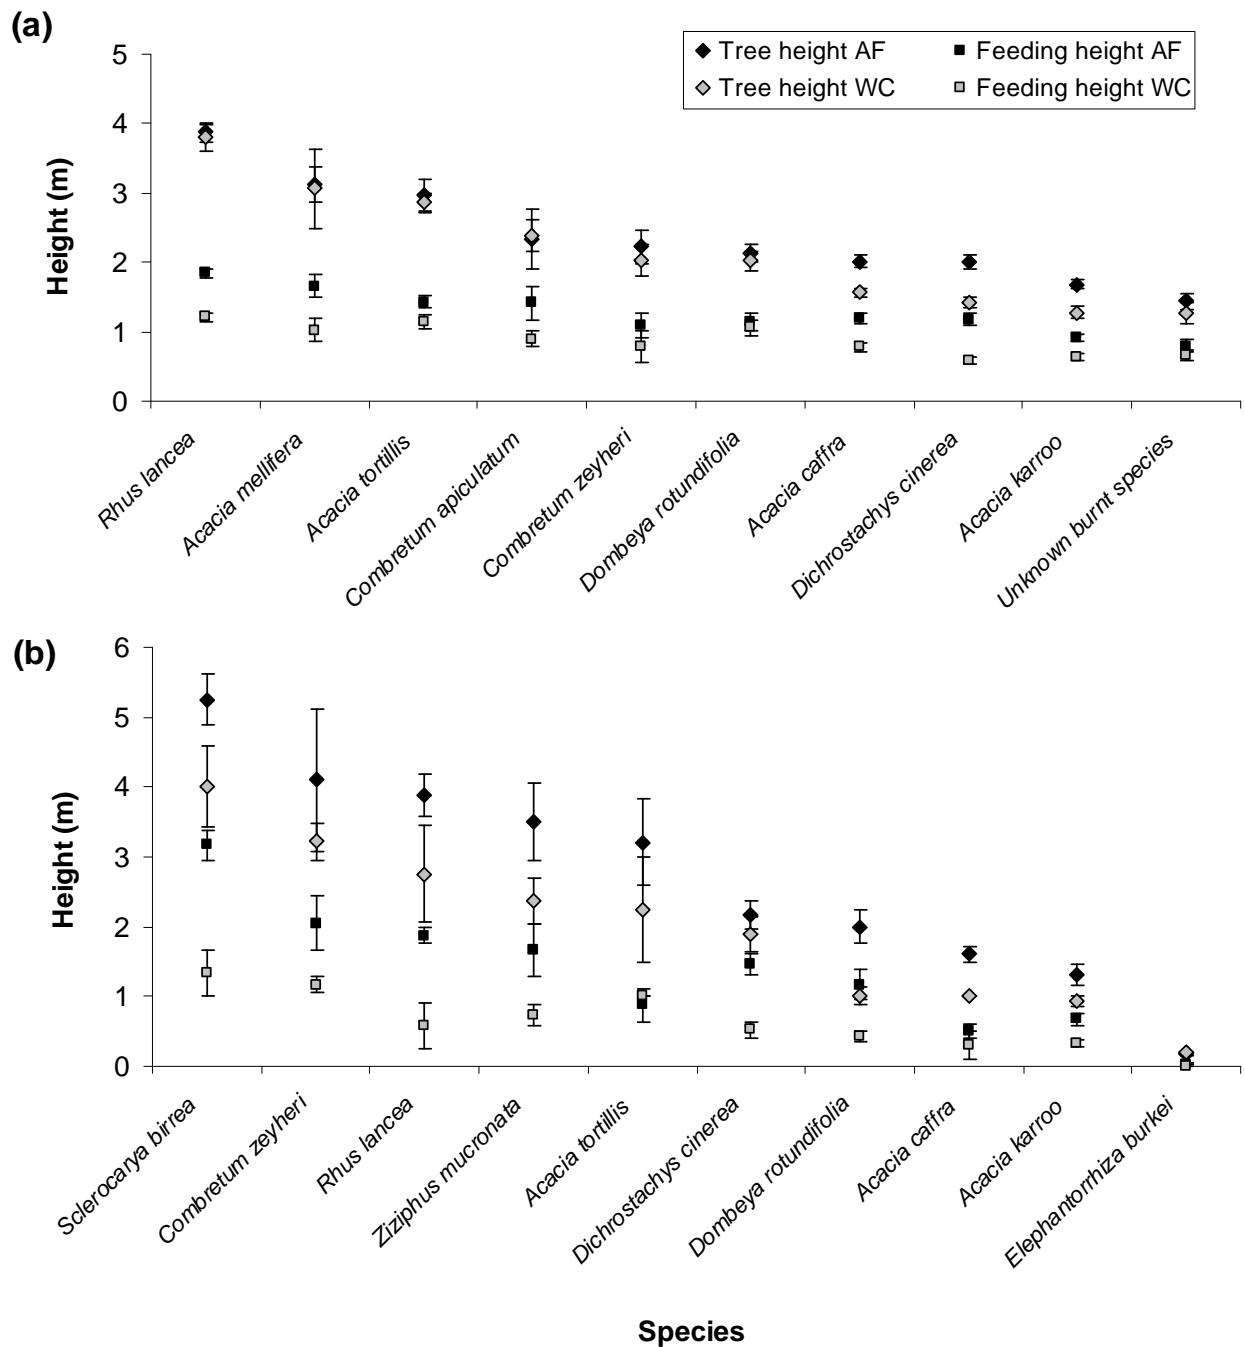 (a)
Tree height AF
Feeding height AF
Tree height WC
Feeding height WC
Height (m)
5
4
3
2
1
0
Rhus lancea
Acacia mellifera
Acacia tortillis
Combretum apiculatum
Combretum zeyheri
Dombeya rotundifolia
Acacia caffra
Dichrostachys cinerea
Acacia karroo
Unknown burnt species
(b)
Height (m)
6
5
4
3
2
1
0
Sclerocarya birrea
Combretum zeyheri
Rhus lancea
Ziziphus mucronata
Acacia tortillis
Dichrostachys cinerea
Dombeya rotundifolia
Acacia caffra
Acacia karroo
Elephantorrhiza burkei
Species